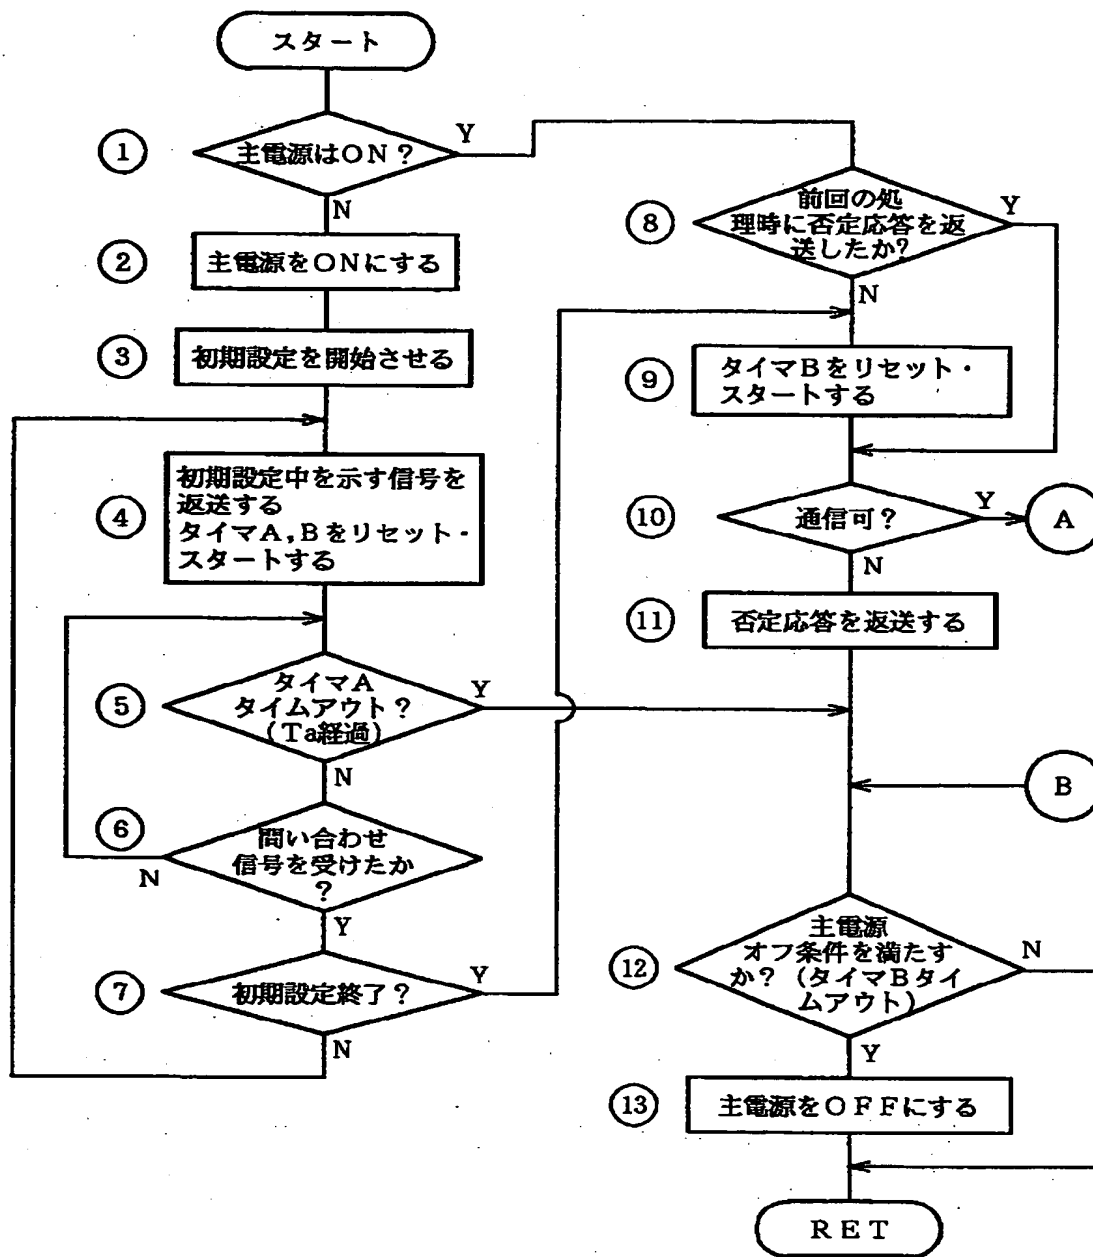 スタート
① 主電源はON？
Y
N
② 主電源をONにする
③ 初期設定を開始させる
④ 初期設定中を示す信号を
返送する
タイマA，Bをリセット・
スタートする
⑤ タイマA
タイムアウト？
(Ta経過)
Y
N
⑥ 問い合わせ
信号を受けたか
？
N
Y
⑦ 初期設定終了？
Y
N
⑧ 前回の処
理時に否定応答を返
送したか？
Y
N
⑨ タイマBをリセット・
スタートする
⑩ 通信可？
Y
A
N
⑪ 否定応答を返送する
B
⑫ 主電源
オフ条件を満たす
か？（タイマBタイ
ムアウト）
N
Y
⑬ 主電源をOFFにする
RET